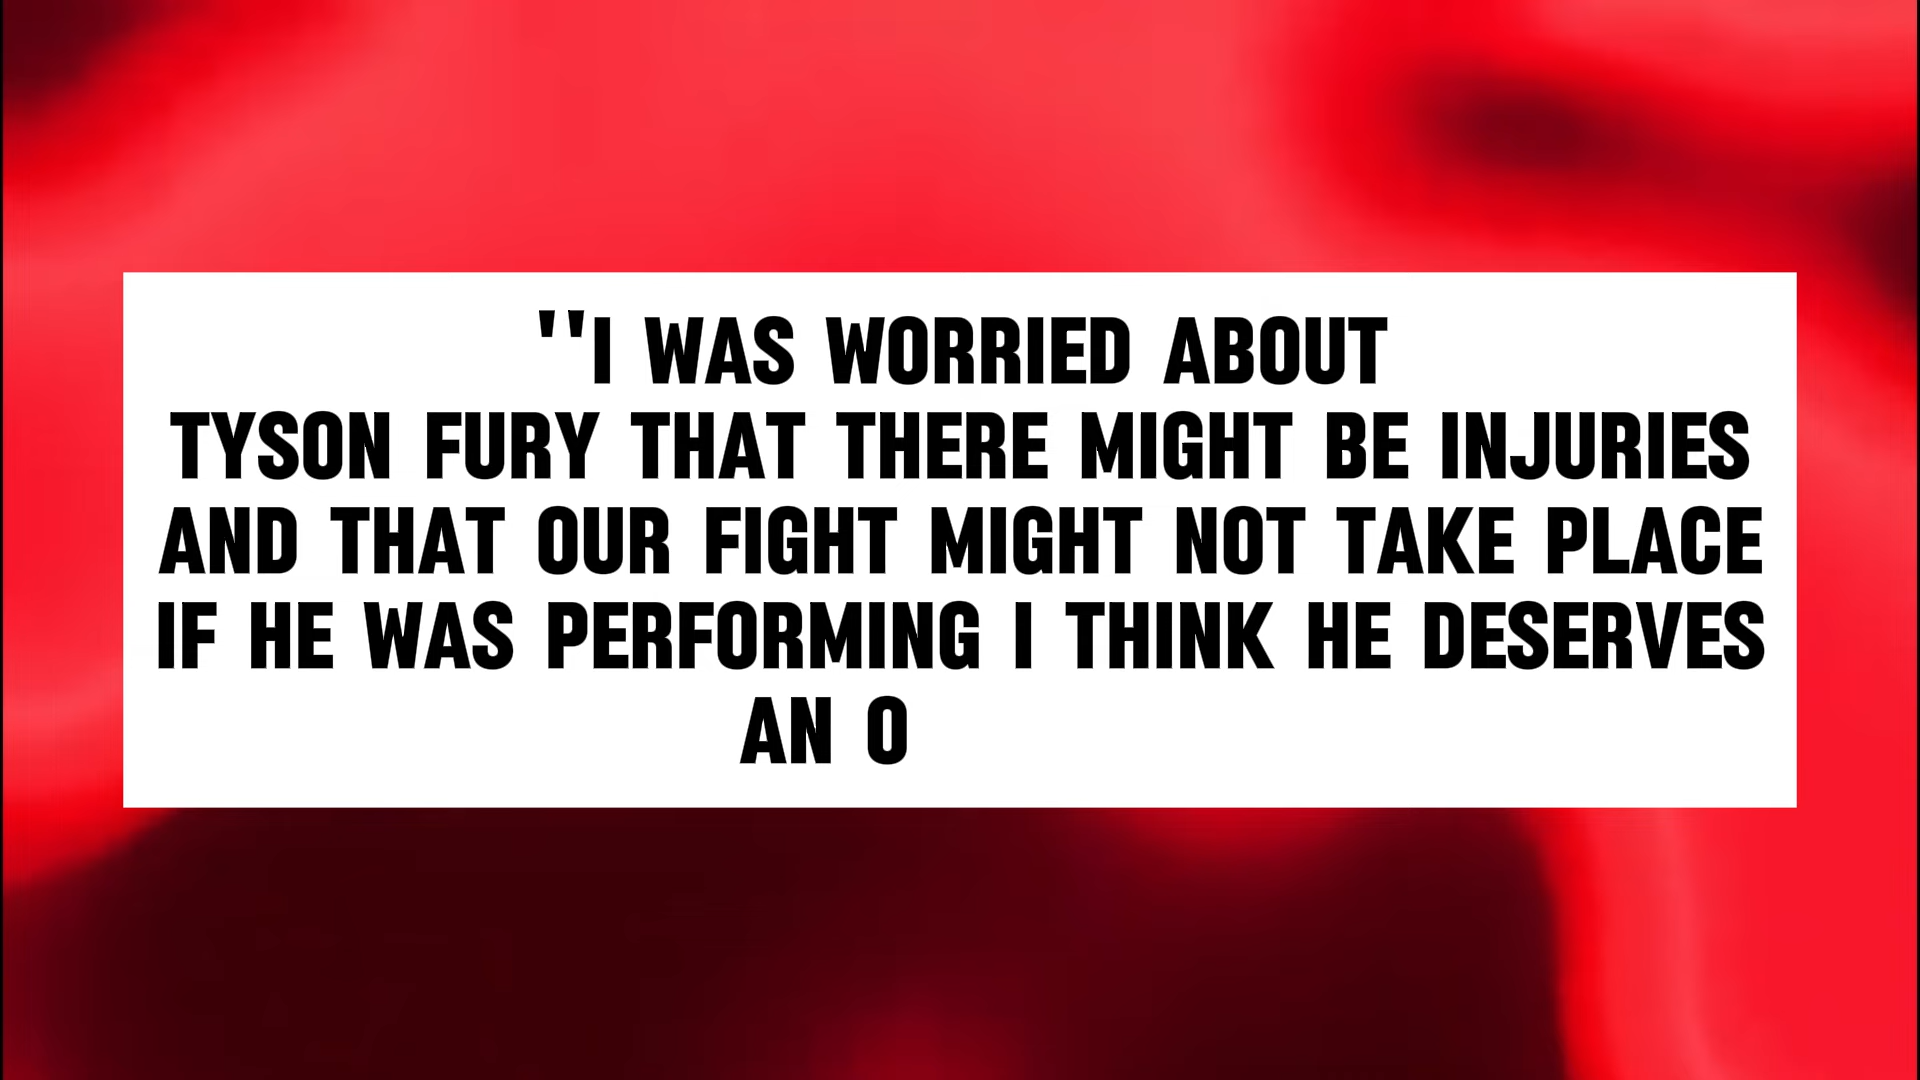 "I WAS WORRIED ABOUT
TYSON FURY THAT THERE MIGHT BE INJURIES
AND THAT OUR FIGHT MIGHT NOT TAKE PLACE
IF HE WAS PERFORMING I THINK HE DESERVES
AN O